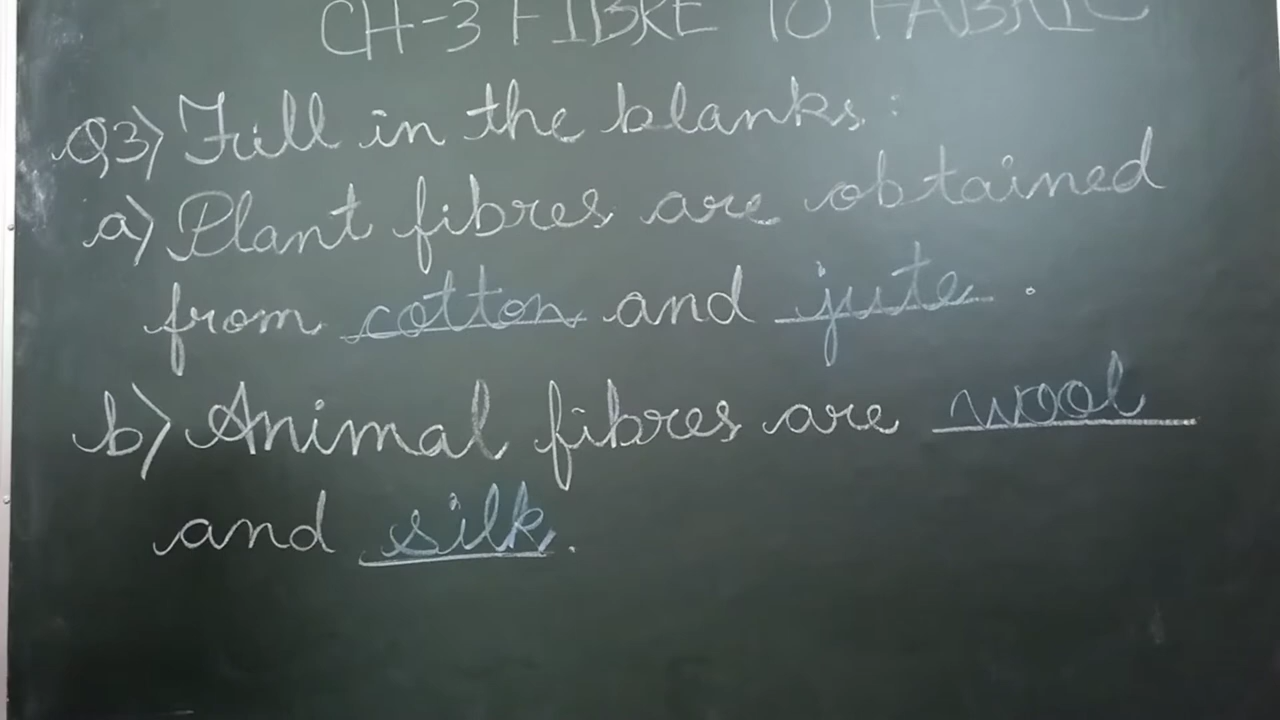 CH-3 FIBRE TO FABRIC
Q3) Fill in the blanks:
a) Plant fibres are obtained
from cotton and jute.
b) Animal fibres are wool
and silk.